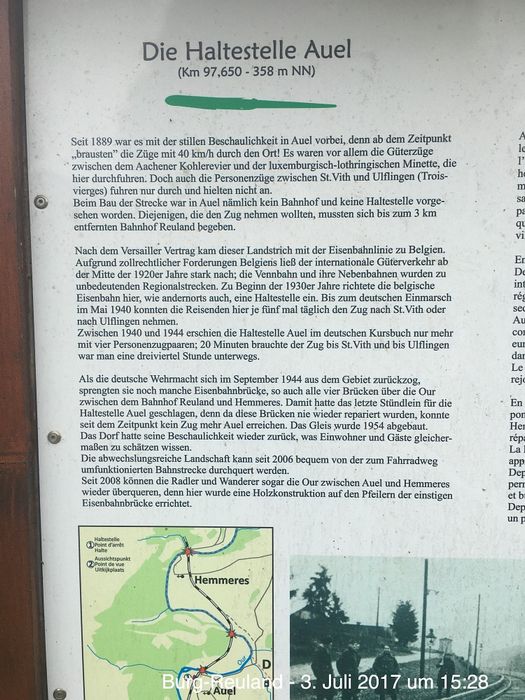 Die Haltestelle Auel
(Km 97,650 - 358 m NN)
Seit 1889 war es mit der stillen Beschaulichkeit in Auel vorbei, denn ab dem Zeitpunkt
„brausten" die Züge mit 40 km/h durch den Ort! Es waren vor allem die Güterzüge
zwischen dem Aachener Kohlerevier und der luxemburgisch-lothringischen Minette, die
hier durchfuhren. Doch auch die Personenzüge zwischen St.Vith und Ulflingen (Trois-
vierges) fuhren nur durch und hielten nicht an.
Beim Bau der Strecke war in Auel nämlich kein Bahnhof und keine Haltestelle vorge-
sehen worden. Diejenigen, die den Zug nehmen wollten, mussten sich bis zum 3 km
entfernten Bahnhof Reuland begeben.
Nach dem Versailler Vertrag kam dieser Landstrich mit der Eisenbahnlinie zu Belgien.
Aufgrund zollrechtlicher Forderungen Belgiens ließ der internationale Güterverkehr ab
der Mitte der 1920er Jahre stark nach; die Vennbahn und ihre Nebenbahnen wurden zu
unbedeutenden Regionalstrecken. Zu Beginn der 1930er Jahre richtete die belgische
Eisenbahn hier, wie andernorts auch, eine Haltestelle ein. Bis zum deutschen Einmarsch
im Mai 1940 konnten die Reisenden hier je fünf mal täglich den Zug nach St.Vith oder
nach Ulflingen nehmen.
Zwischen 1940 und 1944 erschien die Haltestelle Auel im deutschen Kursbuch nur mehr
mit vier Personenzugpaaren; 20 Minuten brauchte der Zug bis St.Vith und bis Ulflingen
war man eine dreiviertel Stunde unterwegs.
Als die deutsche Wehrmacht sich im September 1944 aus dem Gebiet zurückzog,
sprengten sie noch manche Eisenbahnbrücke, so auch alle vier Brücken über die Our
zwischen dem Bahnhof Reuland und Hemmeres. Damit hatte das letzte Stündlein für die
Haltestelle Auel geschlagen, denn da diese Brücken nie wieder repariert wurden, konnte
seit dem Zeitpunkt kein Zug mehr Auel erreichen. Das Gleis wurde 1954 abgebaut.
Das Dorf hatte seine Beschaulichkeit wieder zurück, was Einwohner und Gäste gleicher-
maßen zu schätzen wissen.
Die abwechslungsreiche Landschaft kann seit 2006 bequem von der zum Fahrradweg
umfunktionierten Bahnstrecke durchquert werden.
Seit 2008 können die Radler und Wanderer sogar die Our zwischen Auel und Hemmeres
wieder überqueren, denn hier wurde eine Holzkonstruktion auf den Pfeilern der einstigen
Eisenbahnbrücke errichtet.
1 Haltestelle
Point d'arrêt
Halte
2 Aussichtspunkt
Point de vue
Uitkijkplaats
Hemmeres
D
Auel
Burg-Reuland - 3. Juli 2017 um 15:28